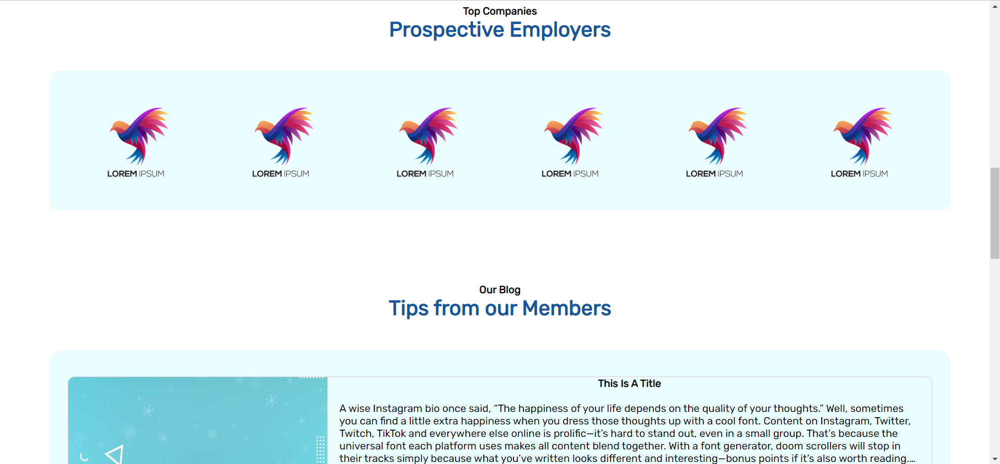 Top Companies
Prospective Employers
LOREM IPSUM
LOREM IPSUM
LOREM IPSUM
LOREM IPSUM
LOREM IPSUM
LOREM IPSUM
Our Blog
Tips from our Members
This Is A Title
A wise Instagram bio once said, “The happiness of your life depends on the quality of your thoughts.” Well, sometimes
you can find a little extra happiness when you dress those thoughts up with a cool font. Content on Instagram, Twitter,
Twitch, TikTok and everywhere else online is prolific—it’s hard to stand out, even in a small group. That’s because the
universal font each platform uses makes all content blend together. With a font generator, doom scrollers will stop in
their tracks simply because what you’ve written looks different and interesting—bonus points if it’s also worth reading....